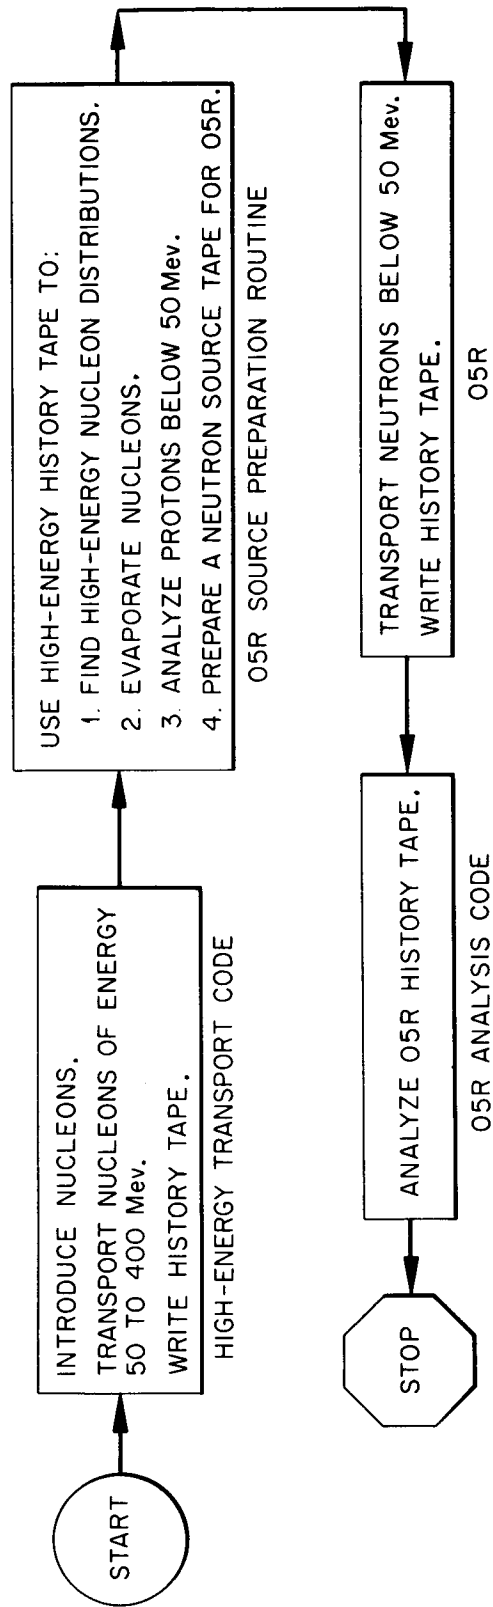 START
INTRODUCE NUCLEONS.
TRANSPORT NUCLEONS OF ENERGY
50 TO 400 Mev.
WRITE HISTORY TAPE.
HIGH-ENERGY TRANSPORT CODE
USE HIGH-ENERGY HISTORY TAPE TO:
1. FIND HIGH-ENERGY NUCLEON DISTRIBUTIONS.
2. EVAPORATE NUCLEONS.
3. ANALYZE PROTONS BELOW 50 Mev.
4. PREPARE A NEUTRON SOURCE TAPE FOR O5R.
O5R SOURCE PREPARATION ROUTINE
TRANSPORT NEUTRONS BELOW 50 Mev.
WRITE HISTORY TAPE.
O5R
ANALYZE O5R HISTORY TAPE.
O5R ANALYSIS CODE
STOP